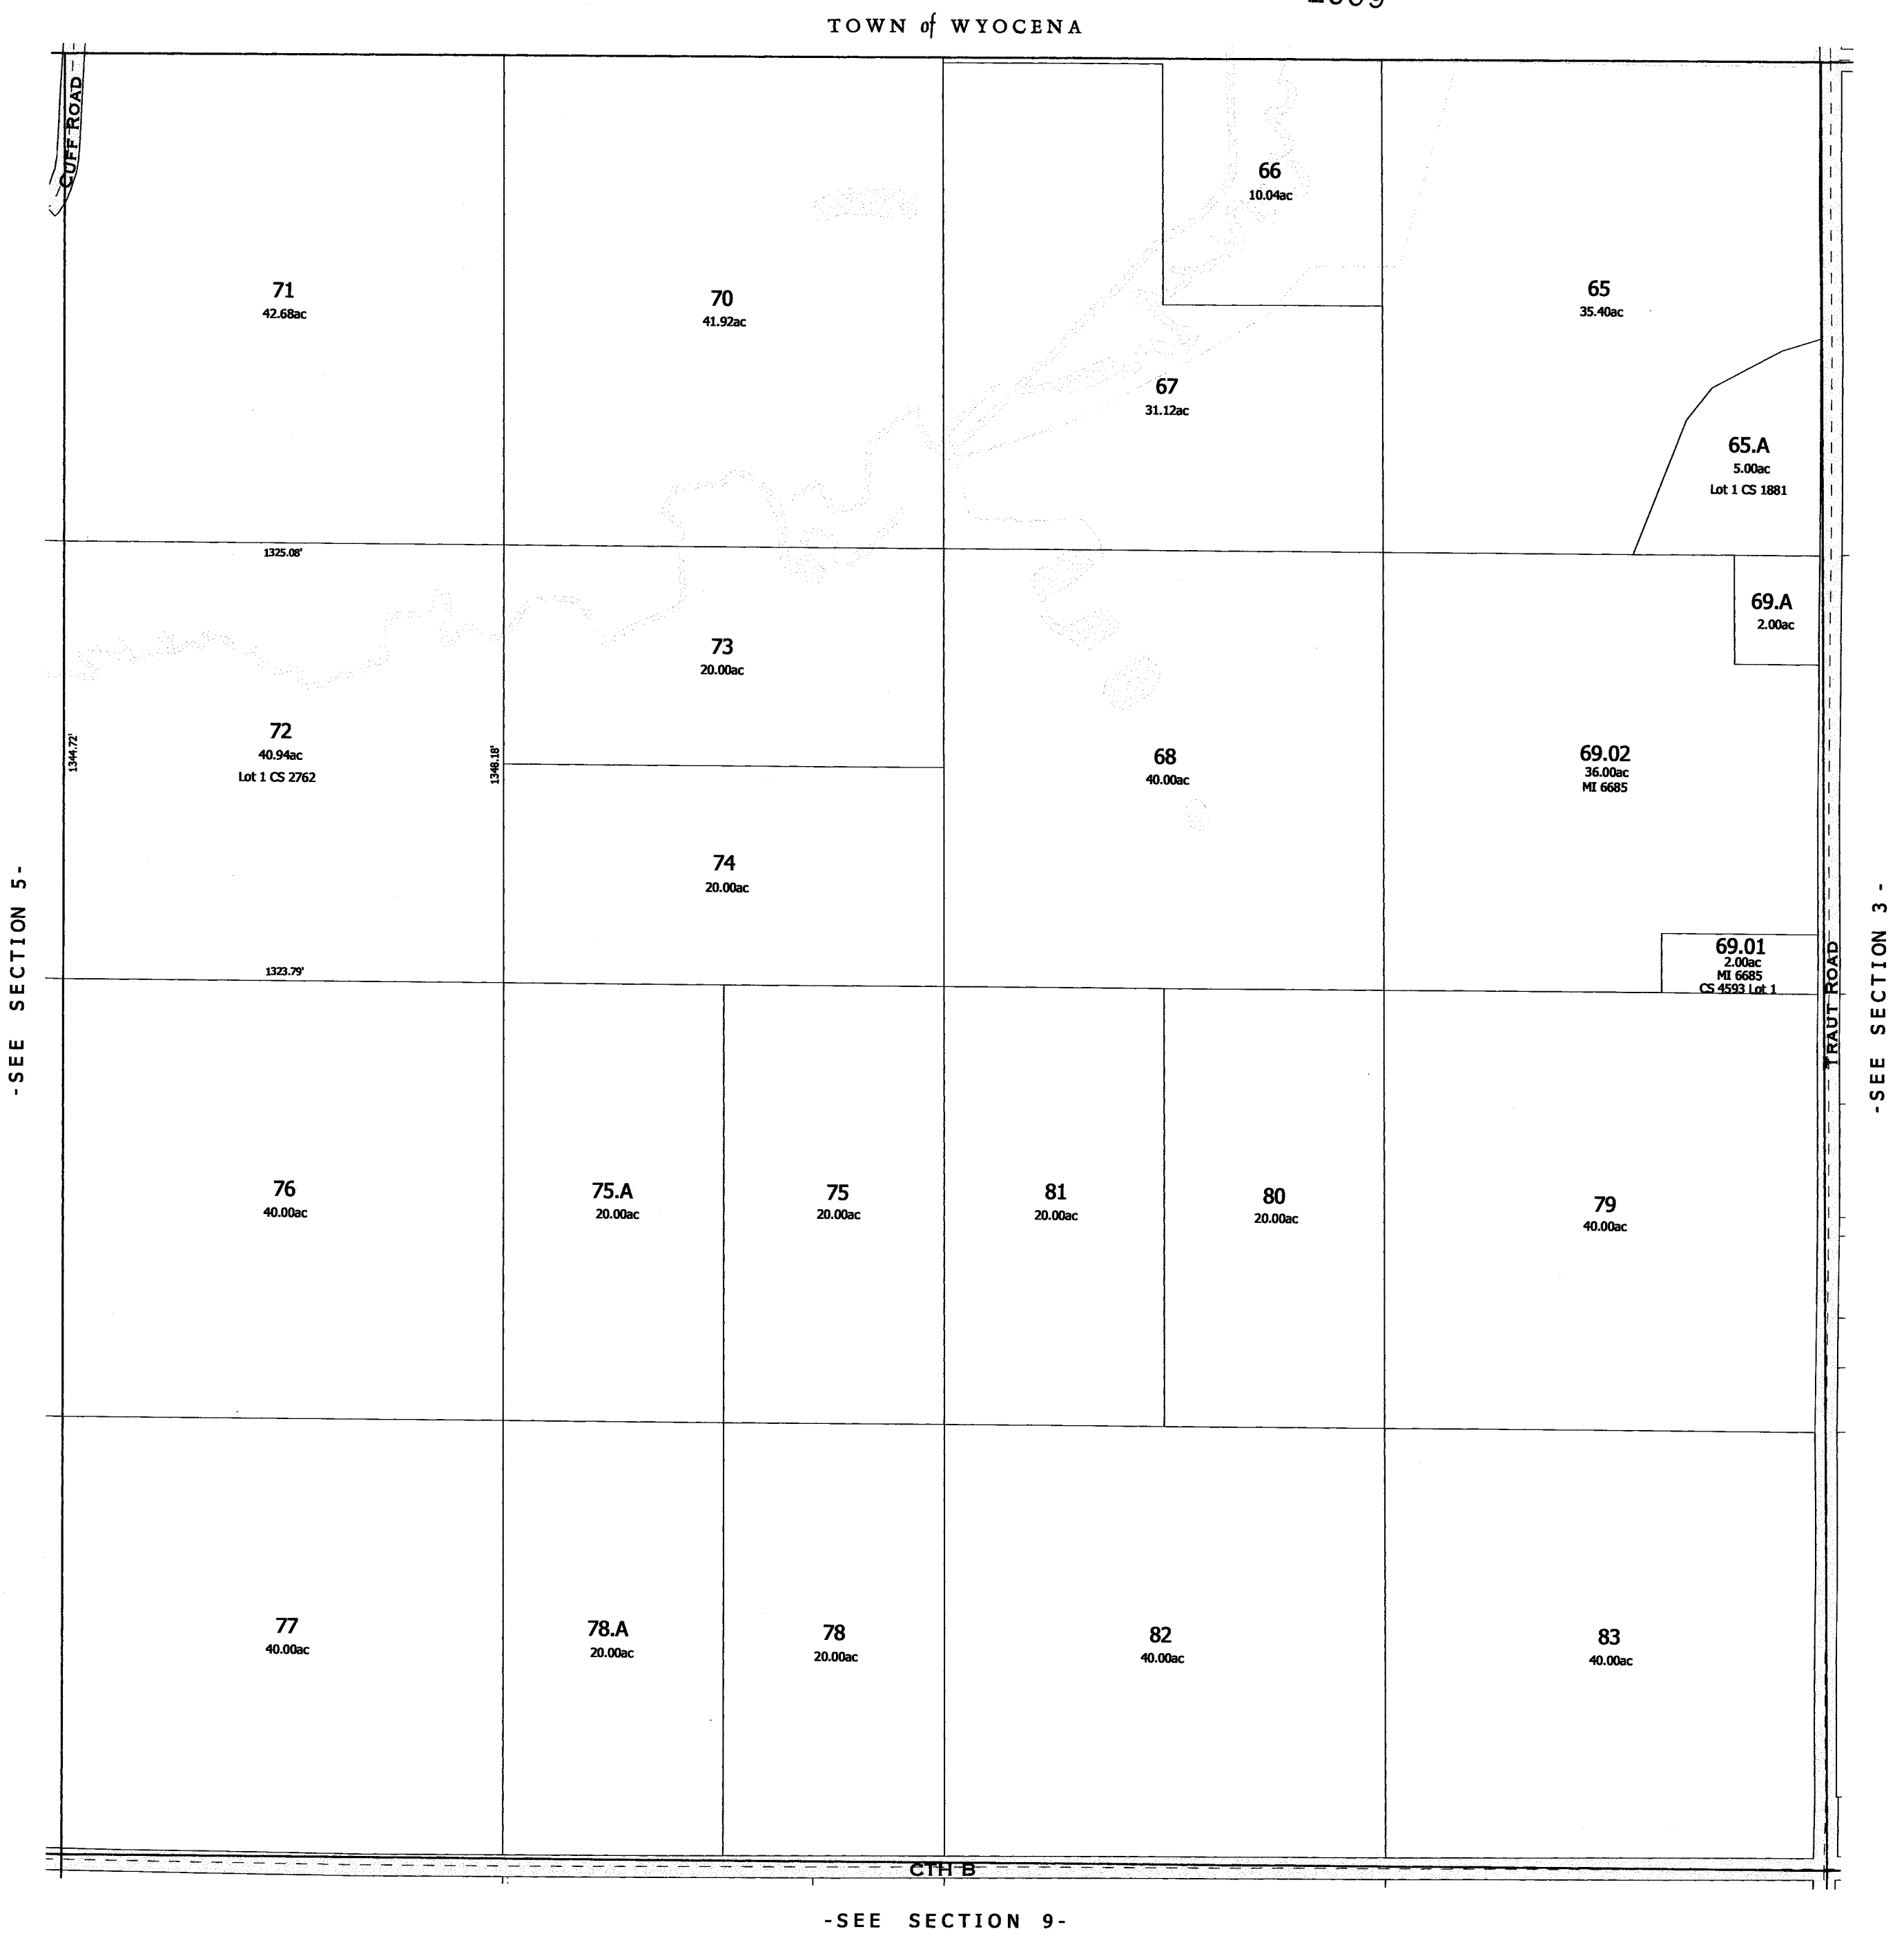 TOWN of WYOCENA
CUFF ROAD
66
10.04ac
71
42.68ac
70
41.92ac
65
35.40ac
67
31.12ac
65.A
5.00ac
Lot 1 CS 1881
1325.08'
69.A
2.00ac
73
20.00ac
1344.72'
72
40.94ac
Lot 1 CS 2762
1348.18'
68
40.00ac
69.02
36.00ac
MI 6685
74
20.00ac
-SEE SECTION 5-
-SEE SECTION 3-
1323.79'
69.01
2.00ac
MI 6685
CS 4593 Lot 1
TRAUT ROAD
76
40.00ac
75.A
20.00ac
75
20.00ac
81
20.00ac
80
20.00ac
79
40.00ac
77
40.00ac
78.A
20.00ac
78
20.00ac
82
40.00ac
83
40.00ac
CTH B
-SEE SECTION 9-